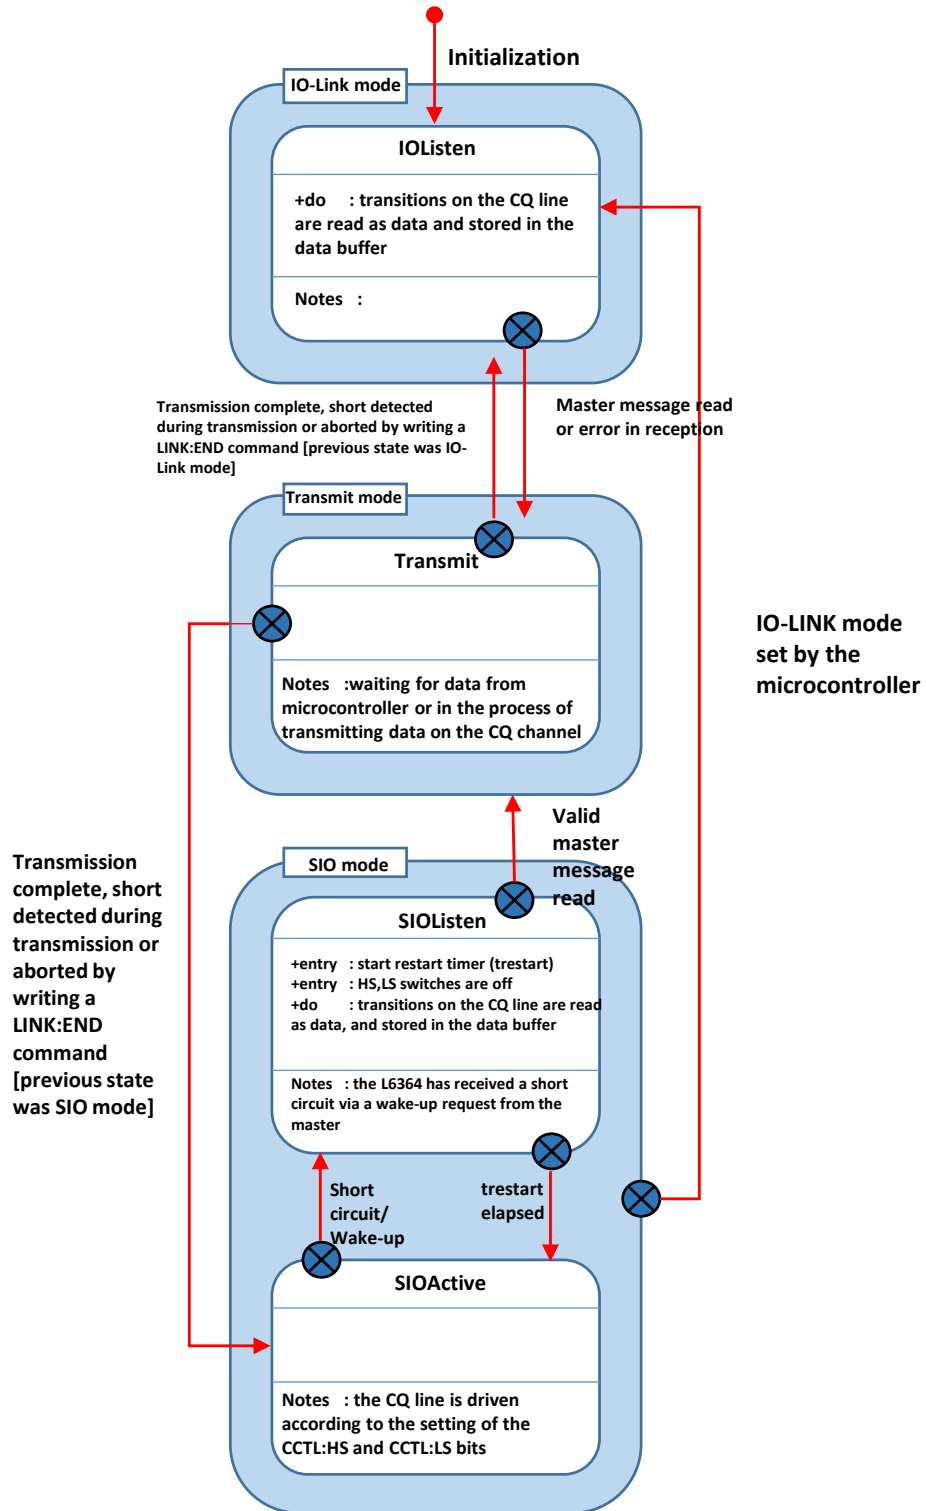 Initialization
IO-Link mode
IOListen
+do : transitions on the CQ line
are read as data and stored in the
data buffer
Notes :
Transmission complete, short detected
during transmission or aborted by writing a
LINK:END command [previous state was IO-
Link mode]
Master message read
or error in reception
Transmit mode
Transmit
Notes :waiting for data from
microcontroller or in the process of
transmitting data on the CQ channel
IO-LINK mode
set by the
microcontroller
Valid
master
message
read
Transmission
complete, short
detected during
transmission or
aborted by
writing a
LINK:END
command
[previous state
was SIO mode]
SIO mode
SIOListen
+entry : start restart timer (trestart)
+entry : HS,LS switches are off
+do : transitions on the CQ line are read
as data, and stored in the data buffer
Notes : the L6364 has received a short
circuit via a wake-up request from the
master
Short
circuit/
Wake-up
trestart
elapsed
SIOActive
Notes : the CQ line is driven
according to the setting of the
CCTL:HS and CCTL:LS bits